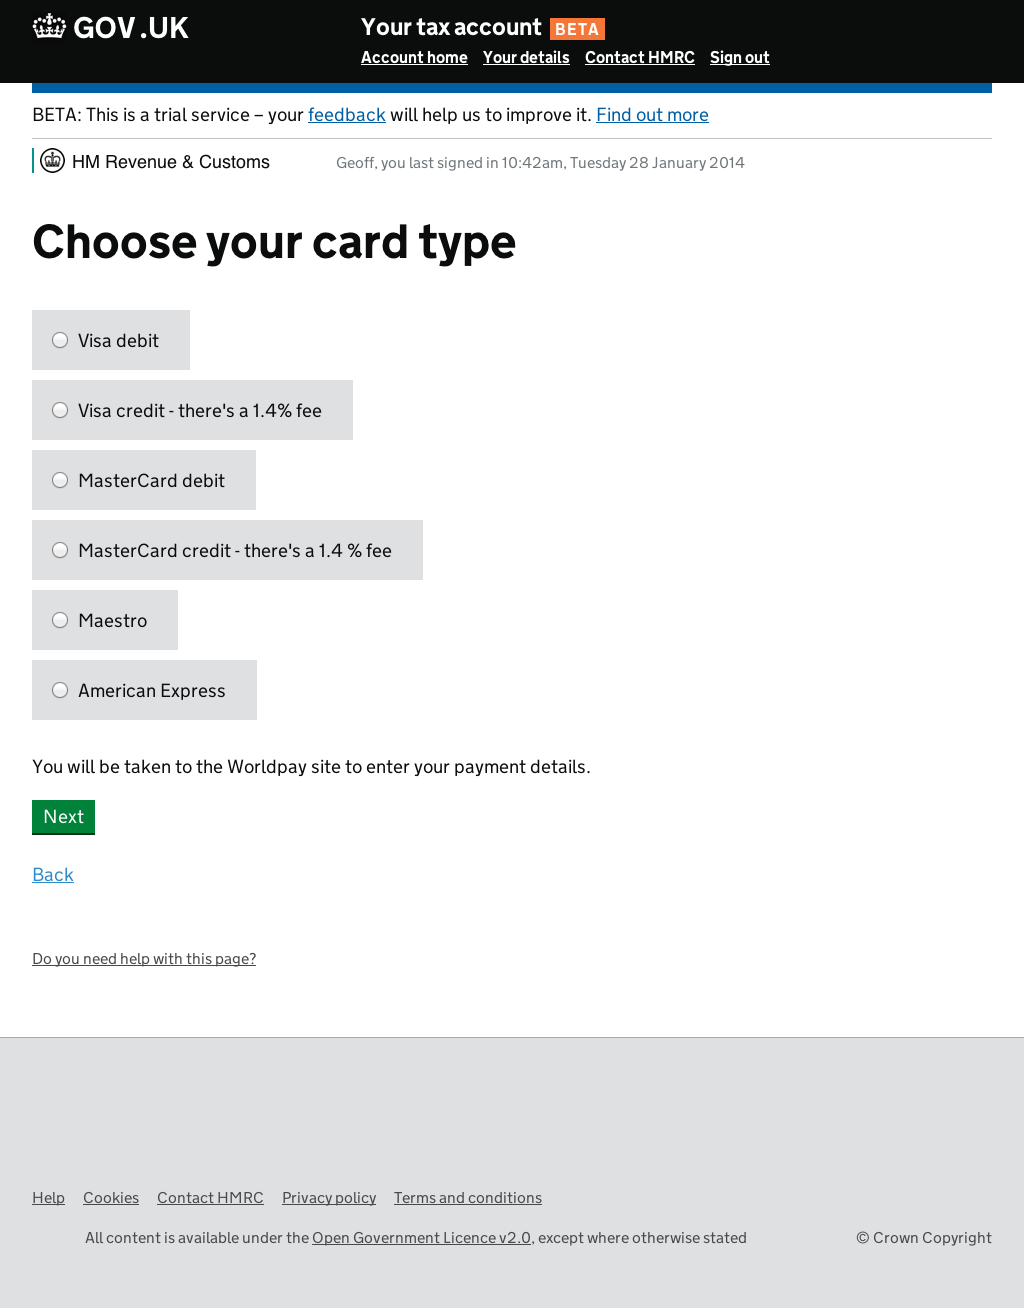 GOV.UK
Your tax account BETA
Account home Your details Contact HMRC Sign out
BETA: This is a trial service – your feedback will help us to improve it. Find out more
HM Revenue & Customs
Geoff, you last signed in 10:42am, Tuesday 28 January 2014
Choose your card type
Visa debit
Visa credit - there's a 1.4% fee
MasterCard debit
MasterCard credit - there's a 1.4 % fee
Maestro
American Express
You will be taken to the Worldpay site to enter your payment details.
Next
Back
Do you need help with this page?
Help Cookies Contact HMRC Privacy policy Terms and conditions
All content is available under the Open Government Licence v2.0, except where otherwise stated
© Crown Copyright